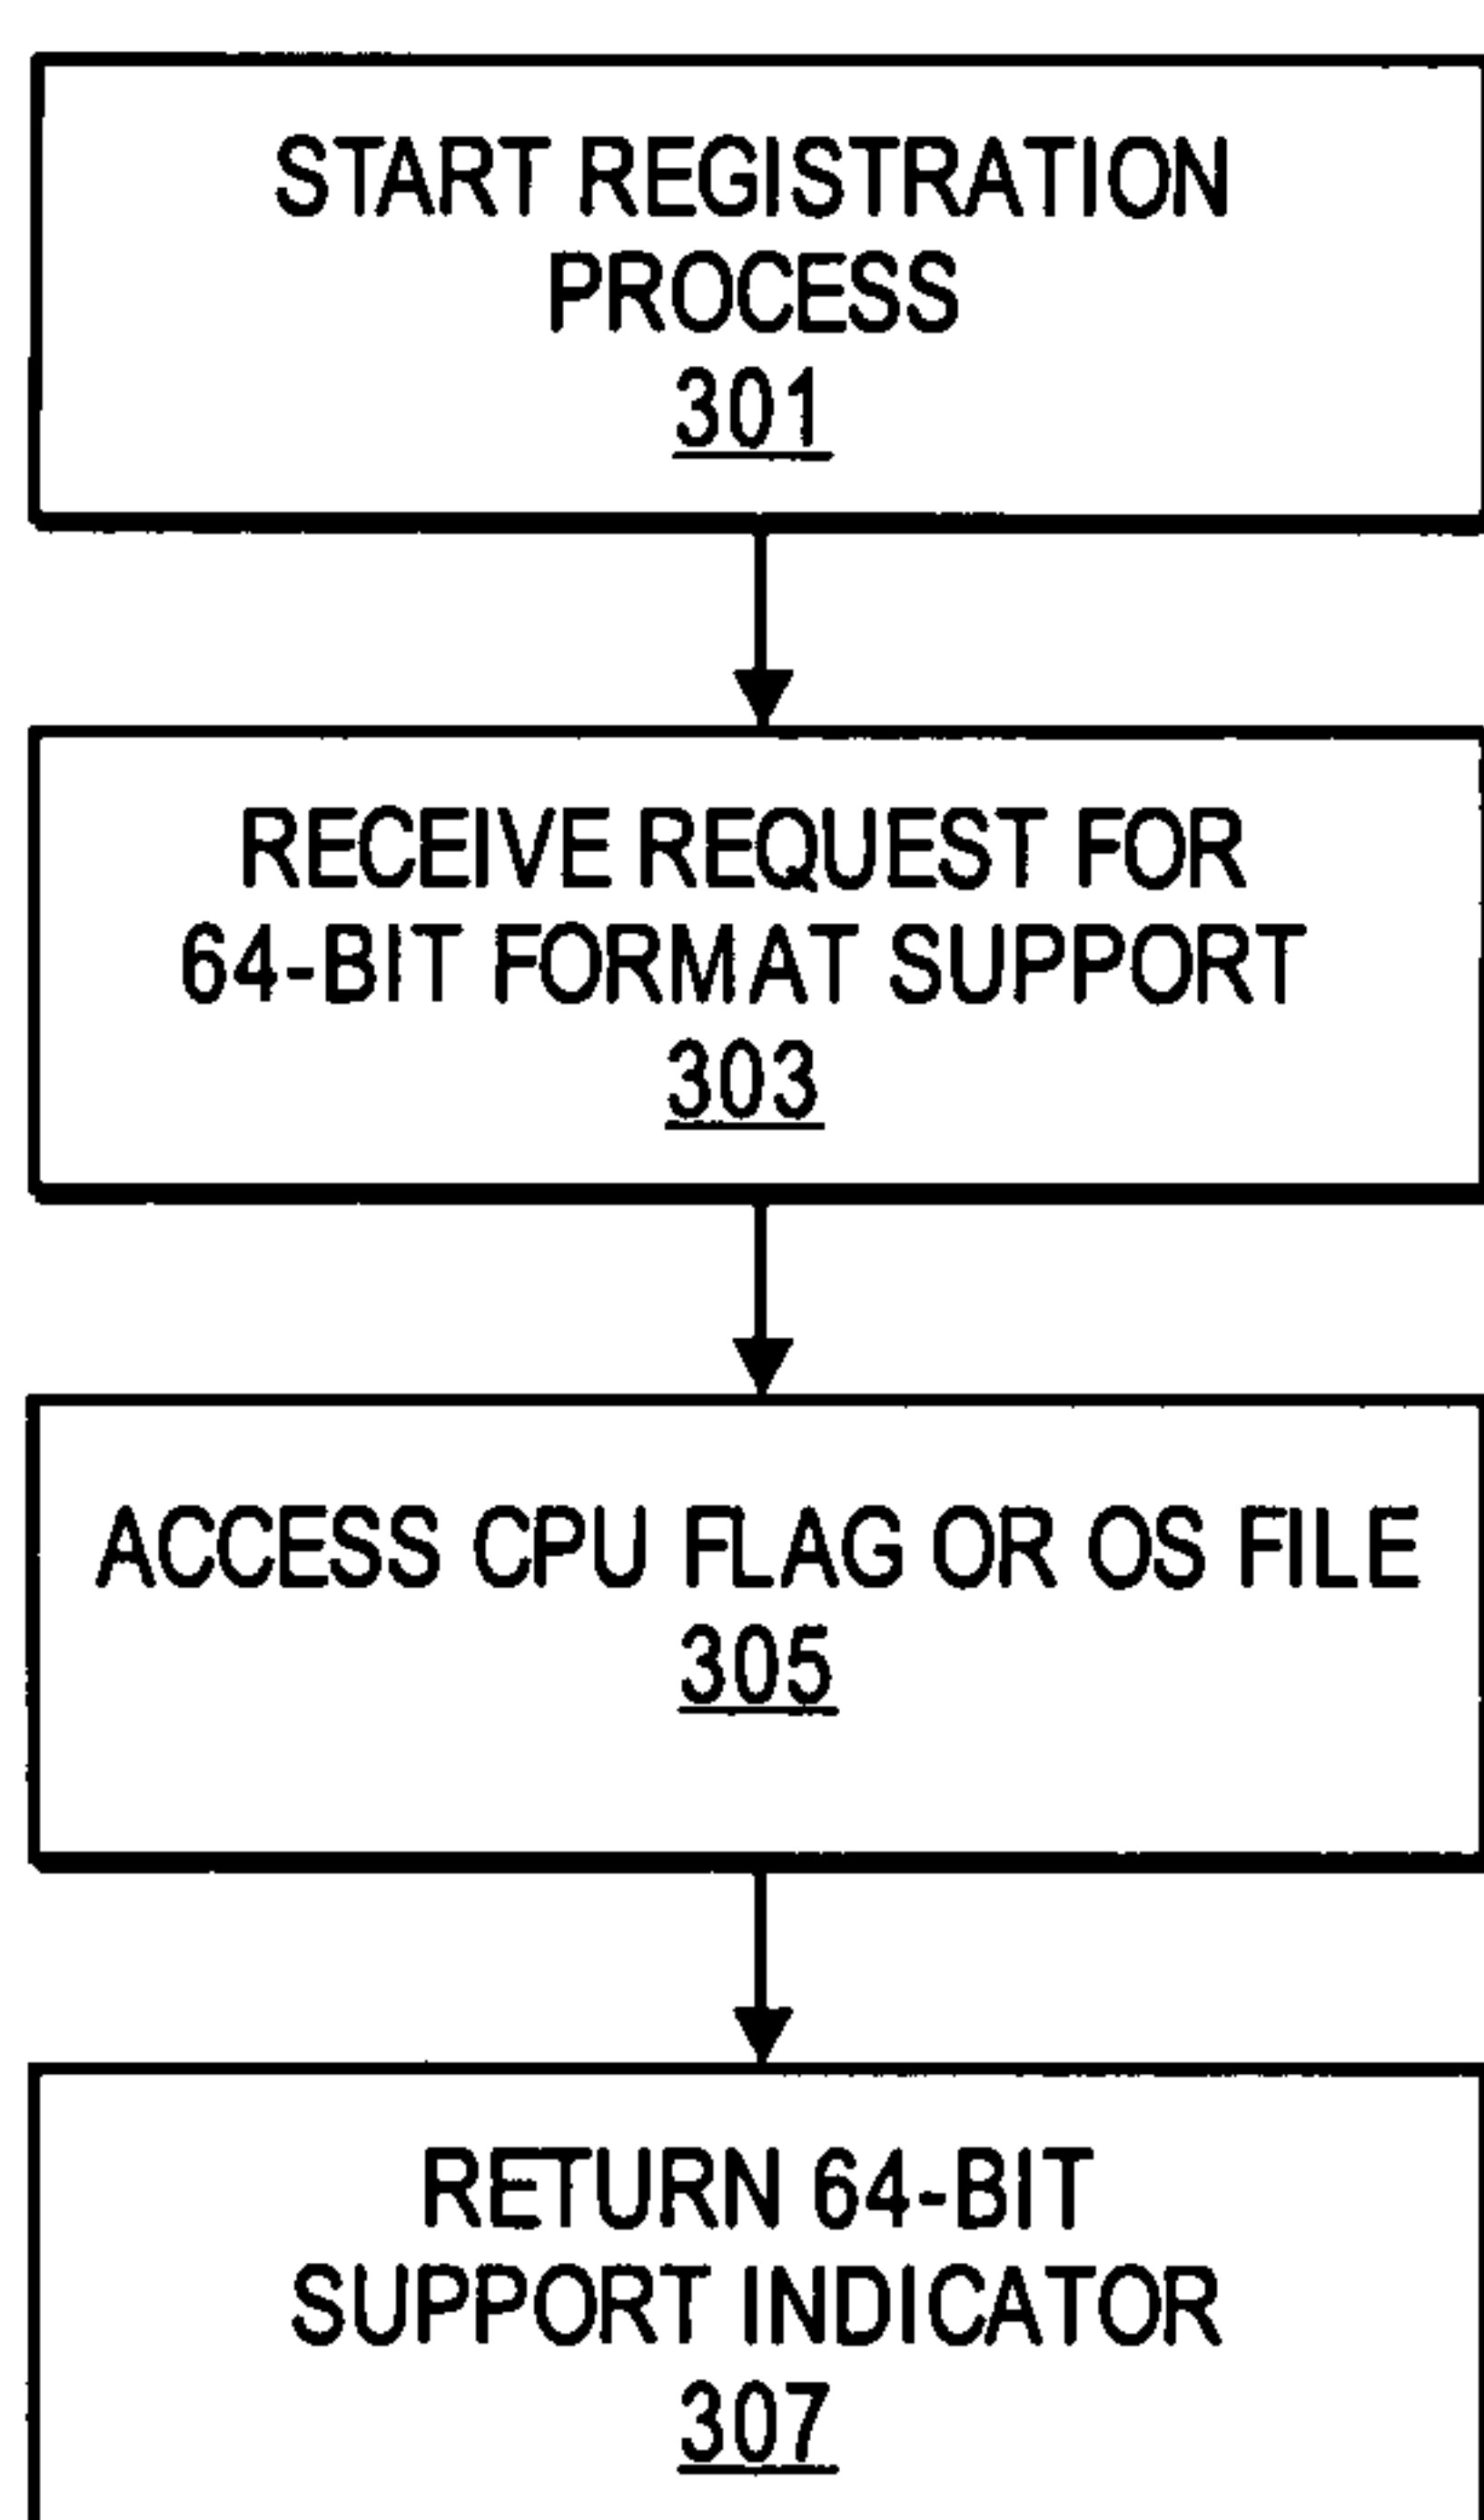 START REGISTRATION
PROCESS
301
RECEIVE REQUEST FOR
64-BIT FORMAT SUPPORT
303
ACCESS CPU FLAG OR OS FILE
305
RETURN 64-BIT
SUPPORT INDICATOR
307